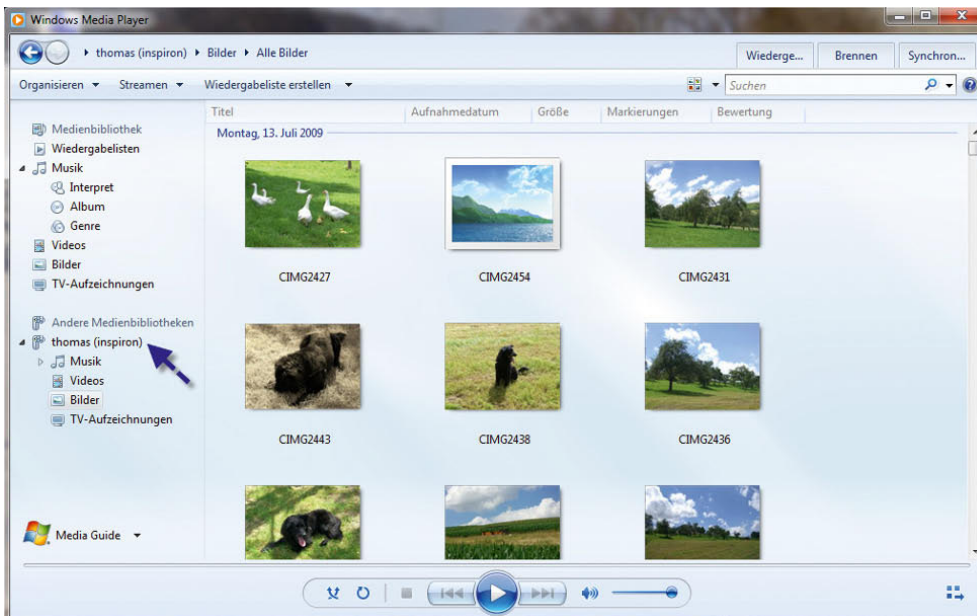 Windows Media Player
thomas (inspiron) Bilder Alle Bilder
Wiederge... Brennen Synchron...
Organisieren Streamen Wiedergabeliste erstellen Suchen
Titel Aufnahmedatum Größe Markierungen Bewertung
Montag, 13. Juli 2009
Medienbibliothek
Wiedergabelisten
Musik
Interpret
Album
Genre
Videos
Bilder
TV-Aufzeichnungen
Andere Medienbibliotheken
thomas (inspiron)
Musik
Videos
Bilder
TV-Aufzeichnungen
Media Guide
CIMG2427 CIMG2454 CIMG2431
CIMG2443 CIMG2438 CIMG2436